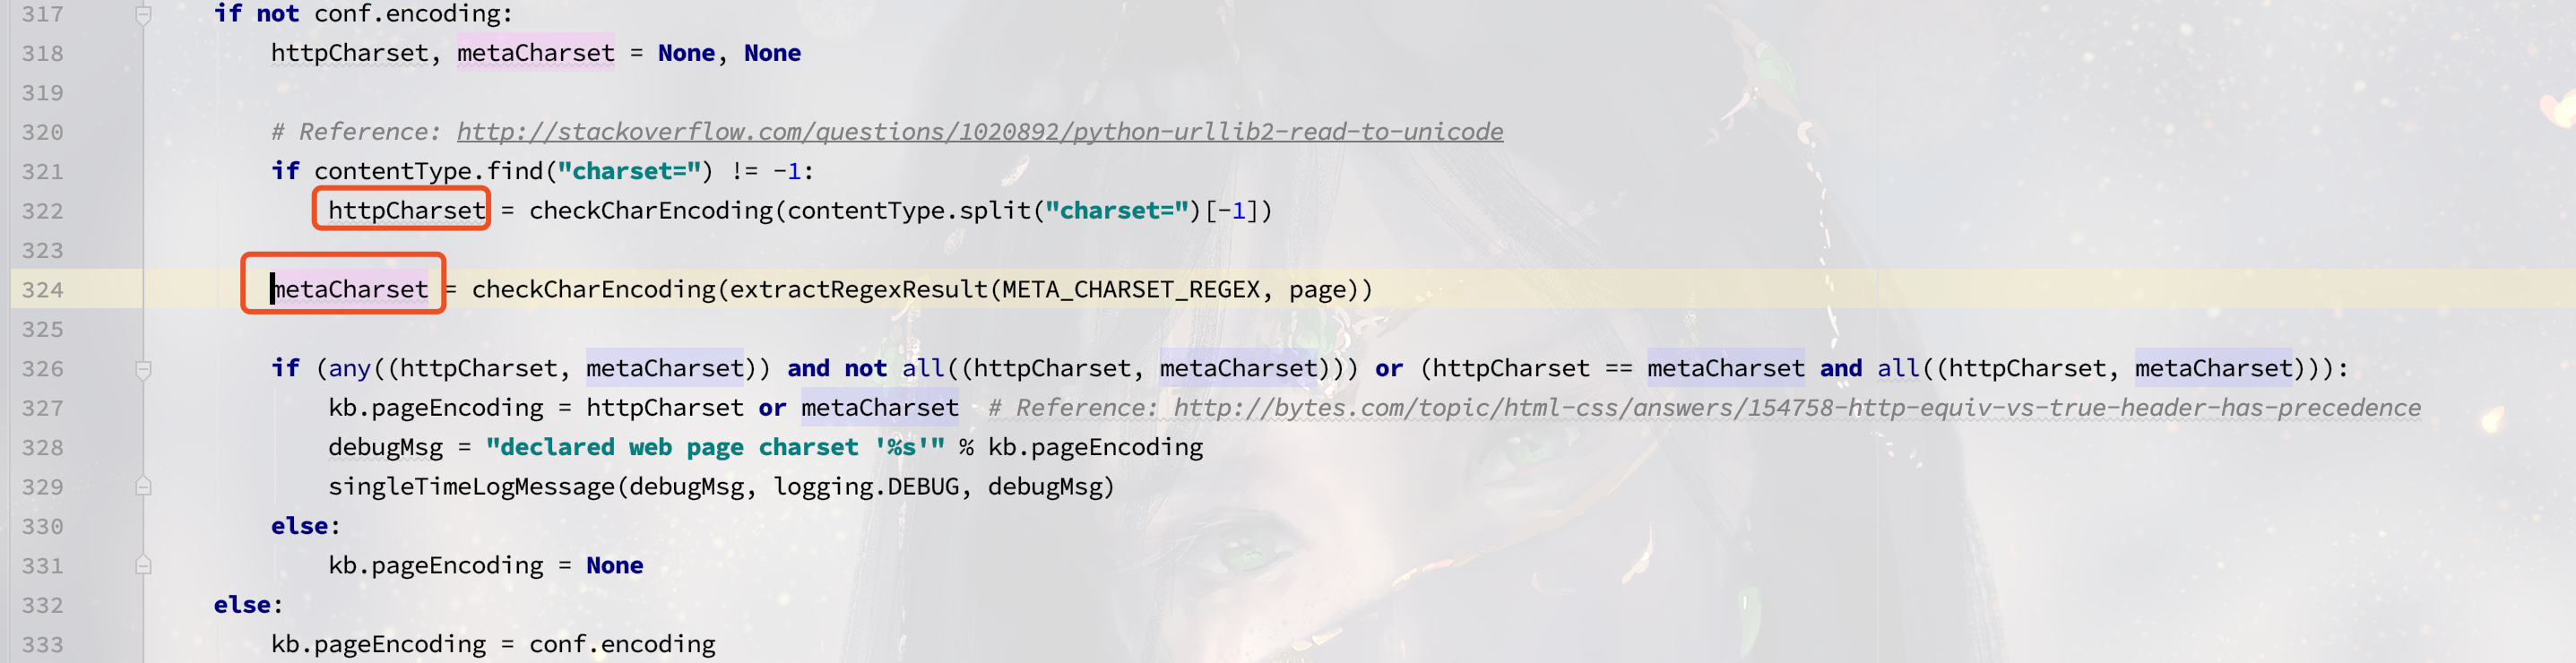 317 if not conf.encoding:
318 httpCharset, metaCharset = None, None
319
320 # Reference: http://stackoverflow.com/questions/1020892/python-urllib2-read-to-unicode
321 if contentType.find("charset=") != -1:
322 httpCharset = checkCharEncoding(contentType.split("charset=")[-1])
323
324 metaCharset = checkCharEncoding(extractRegexResult(META_CHARSET_REGEX, page))
325
326 if (any((httpCharset, metaCharset)) and not all((httpCharset, metaCharset))) or (httpCharset == metaCharset and all((httpCharset, metaCharset))):
327 kb.pageEncoding = httpCharset or metaCharset # Reference: http://bytes.com/topic/html-css/answers/154758-http-equiv-vs-true-header-has-precedence
328 debugMsg = "declared web page charset '%s'" % kb.pageEncoding
329 singleTimeLogMessage(debugMsg, logging.DEBUG, debugMsg)
330 else:
331 kb.pageEncoding = None
332 else:
333 kb.pageEncoding = conf.encoding